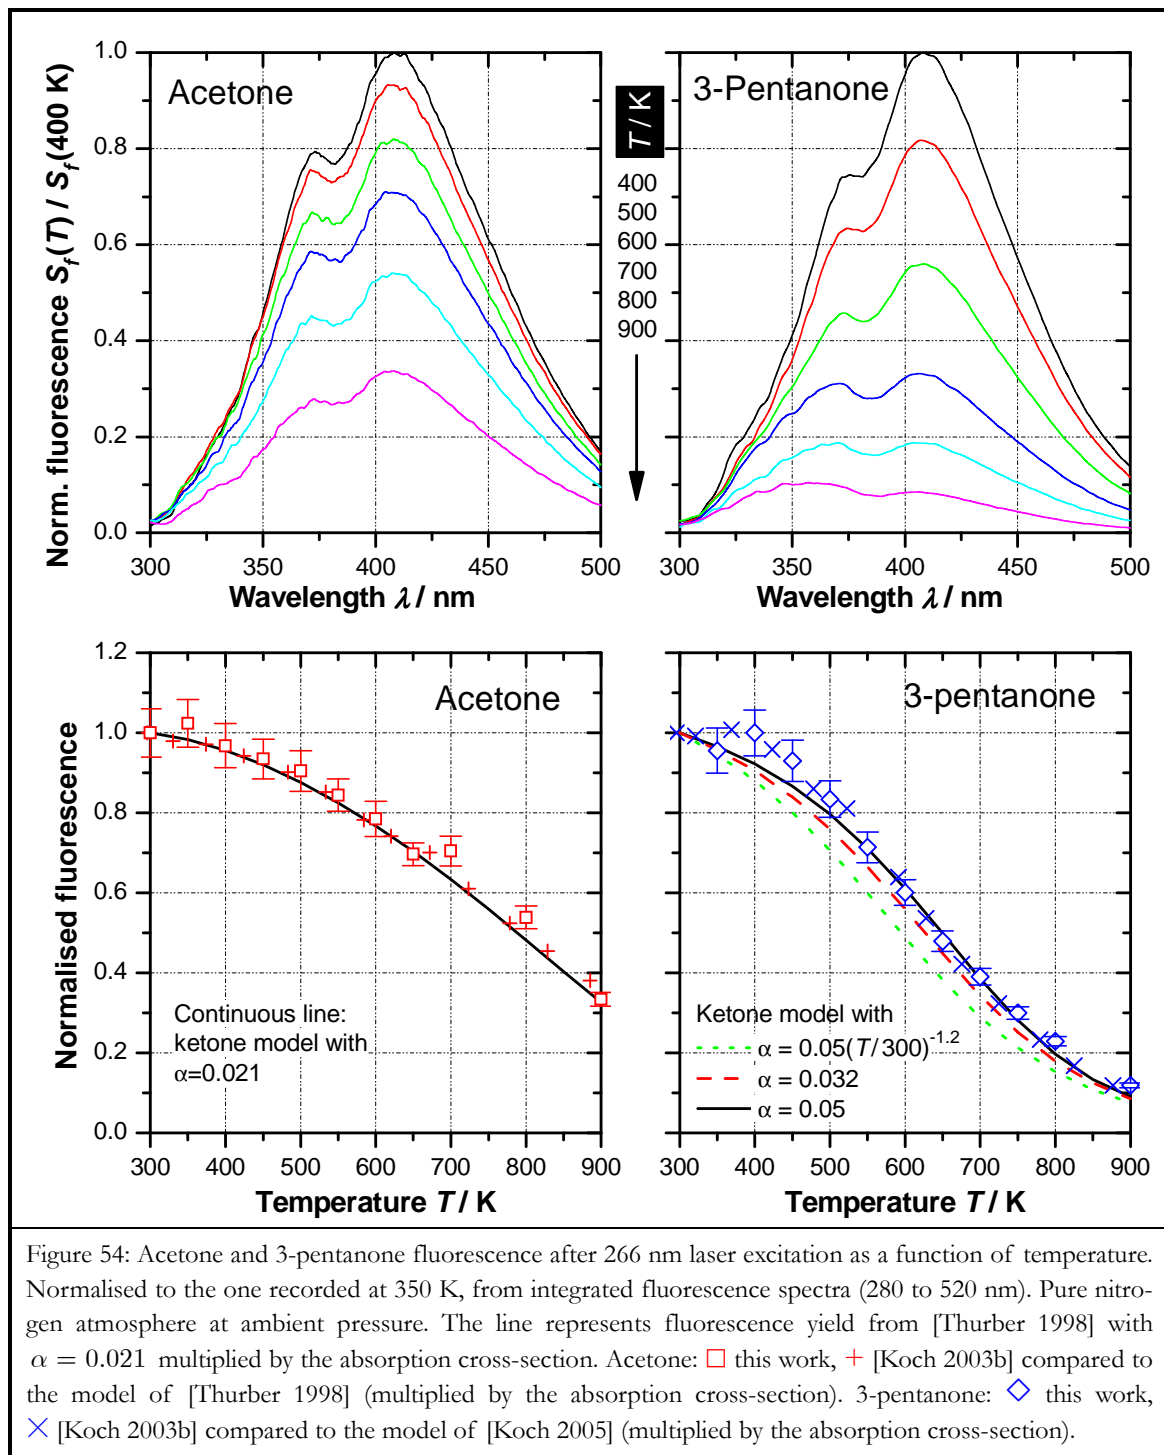 Norm. fluorescence S_f(T) / S_f(400 K)
1.0
0.8
0.6
0.4
0.2
0.0
Acetone
300 350 400 450 500
Wavelength λ / nm
T / K
400
500
600
700
800
900
3-Pentanone
300 350 400 450 500
Wavelength λ / nm
Normalised fluorescence
1.2
1.0
0.8
0.6
0.4
0.2
0.0
Acetone
Continuous line:
ketone model with
α=0.021
300 400 500 600 700 800 900
Temperature T / K
3-pentanone
Ketone model with
α = 0.05(T/300)^-1.2
α = 0.032
α = 0.05
300 400 500 600 700 800 900
Temperature T / K
Figure 54: Acetone and 3-pentanone fluorescence after 266 nm laser excitation as a function of temperature.
Normalised to the one recorded at 350 K, from integrated fluorescence spectra (280 to 520 nm). Pure nitro-
gen atmosphere at ambient pressure. The line represents fluorescence yield from [Thurber 1998] with
α = 0.021 multiplied by the absorption cross-section. Acetone: □ this work, + [Koch 2003b] compared to
the model of [Thurber 1998] (multiplied by the absorption cross-section). 3-pentanone: ◇ this work,
× [Koch 2003b] compared to the model of [Koch 2005] (multiplied by the absorption cross-section).